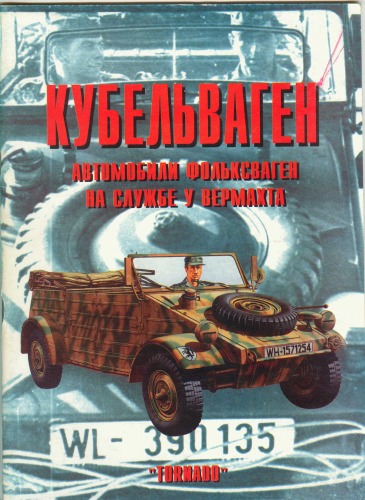 КУБЕЛЬВАГЕН
АВТОМОБИЛИ ФОЛЬКСВАГЕН
НА СЛУЖБЕ У ВЕРМАХТА
WH-1571254
WL- 390135
"TORNADO"